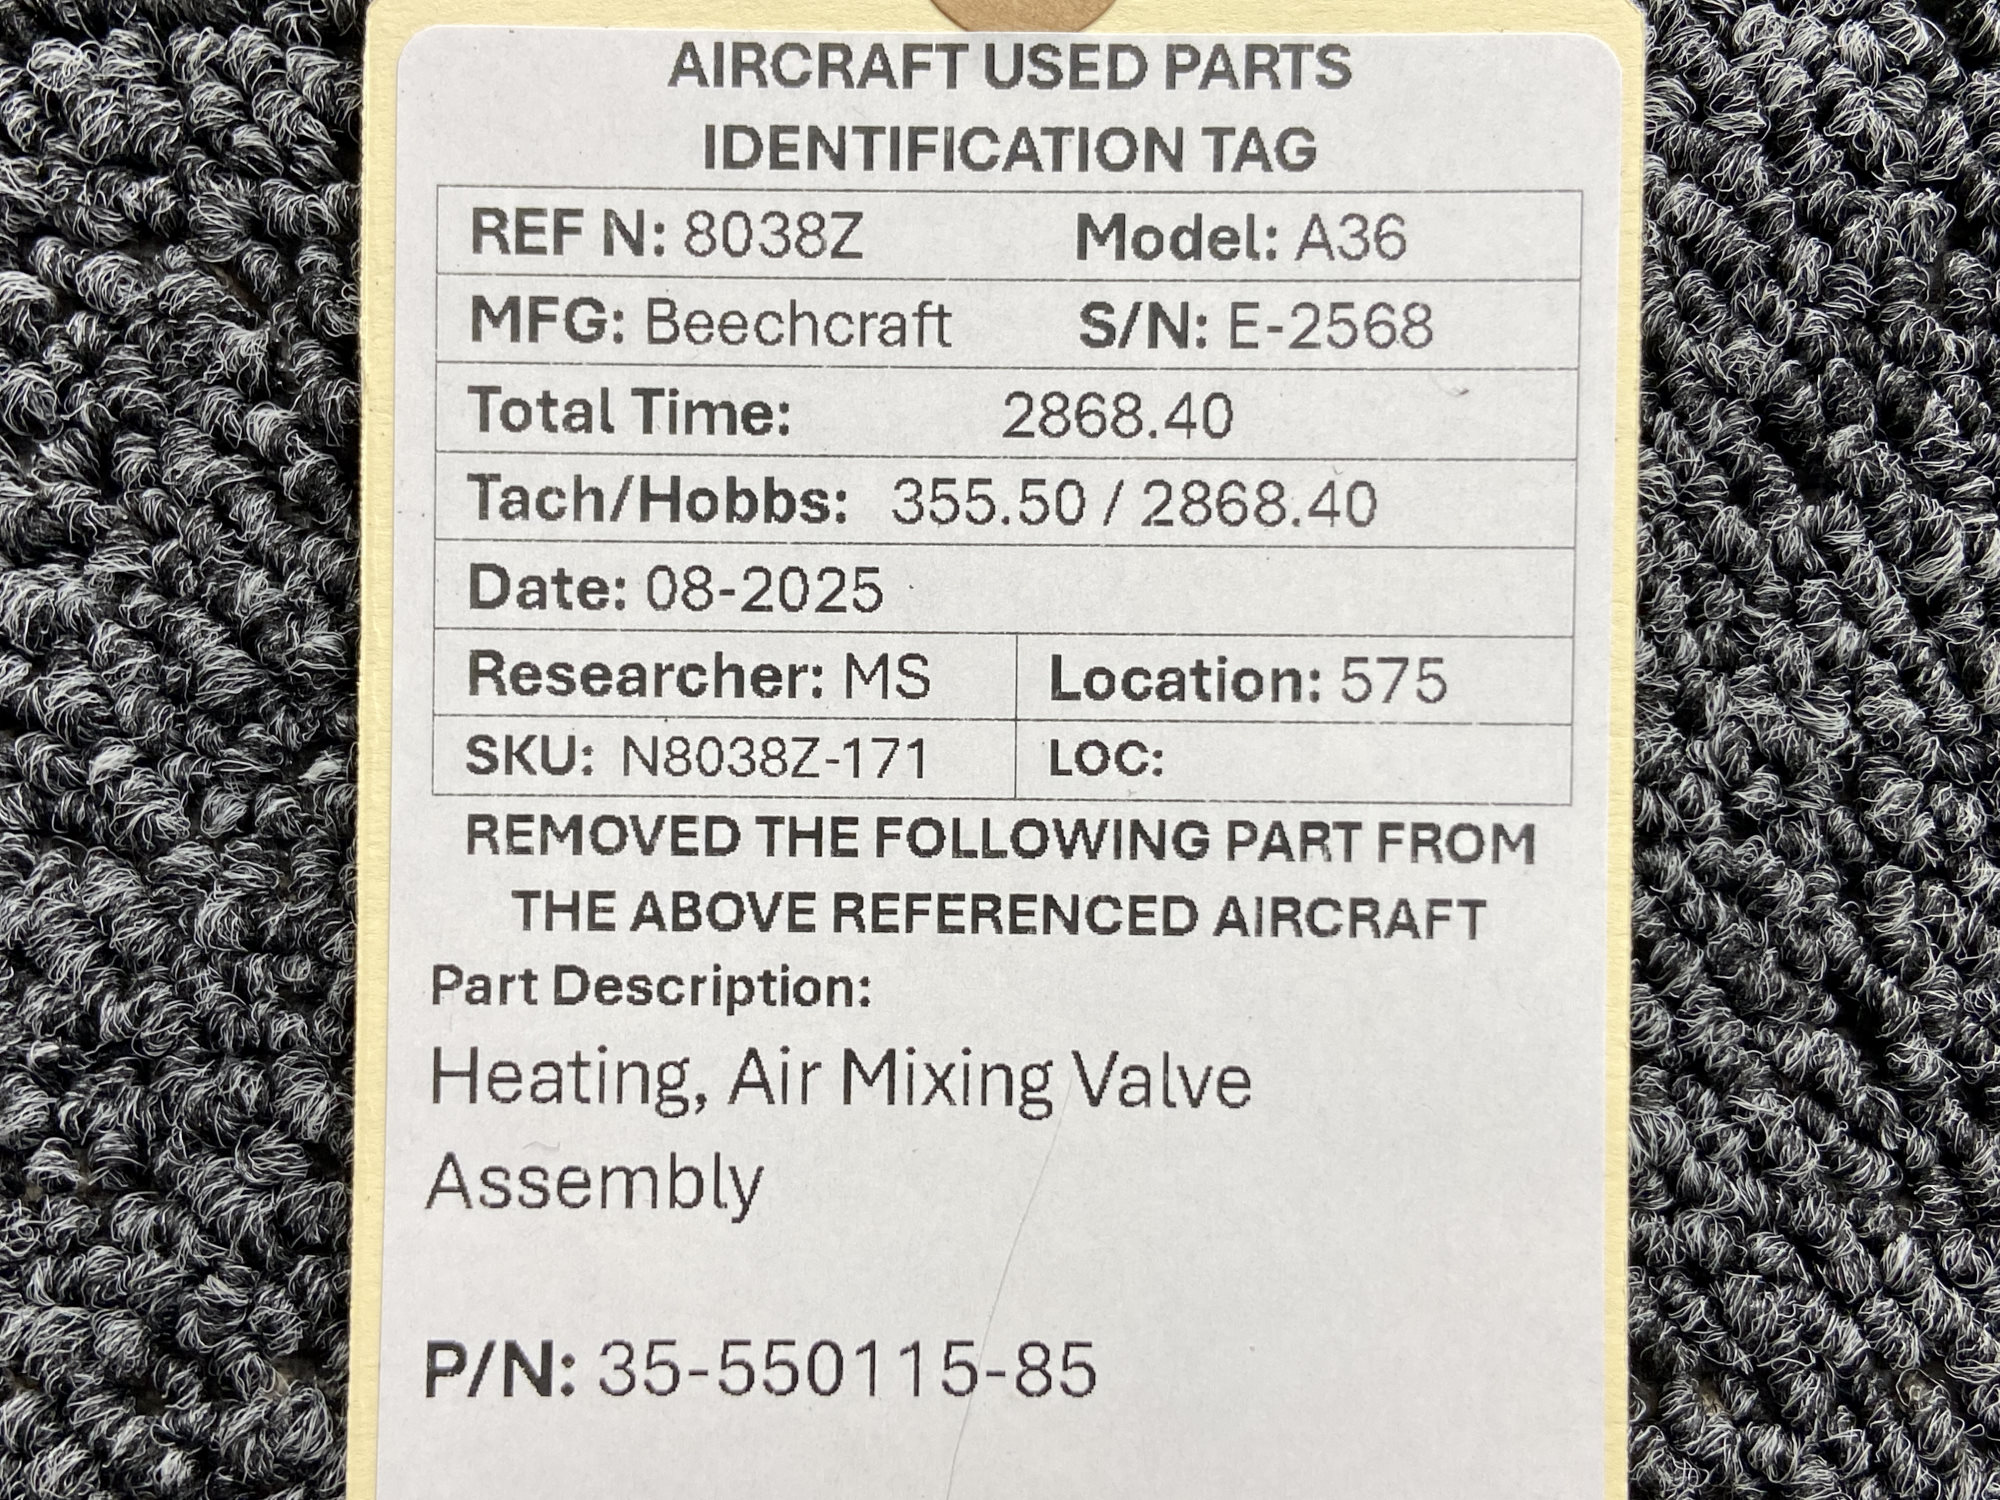 AIRCRAFT USED PARTS
IDENTIFICATION TAG
REF N: 8038Z Model: A36
MFG: Beechcraft S/N: E-2568
Total Time: 2868.40
Tach/Hobbs: 355.50 / 2868.40
Date: 08-2025
Researcher: MS Location: 575
SKU: N8038Z-171 LOC:
REMOVED THE FOLLOWING PART FROM
THE ABOVE REFERENCED AIRCRAFT
Part Description:
Heating, Air Mixing Valve
Assembly
P/N: 35-550115-85